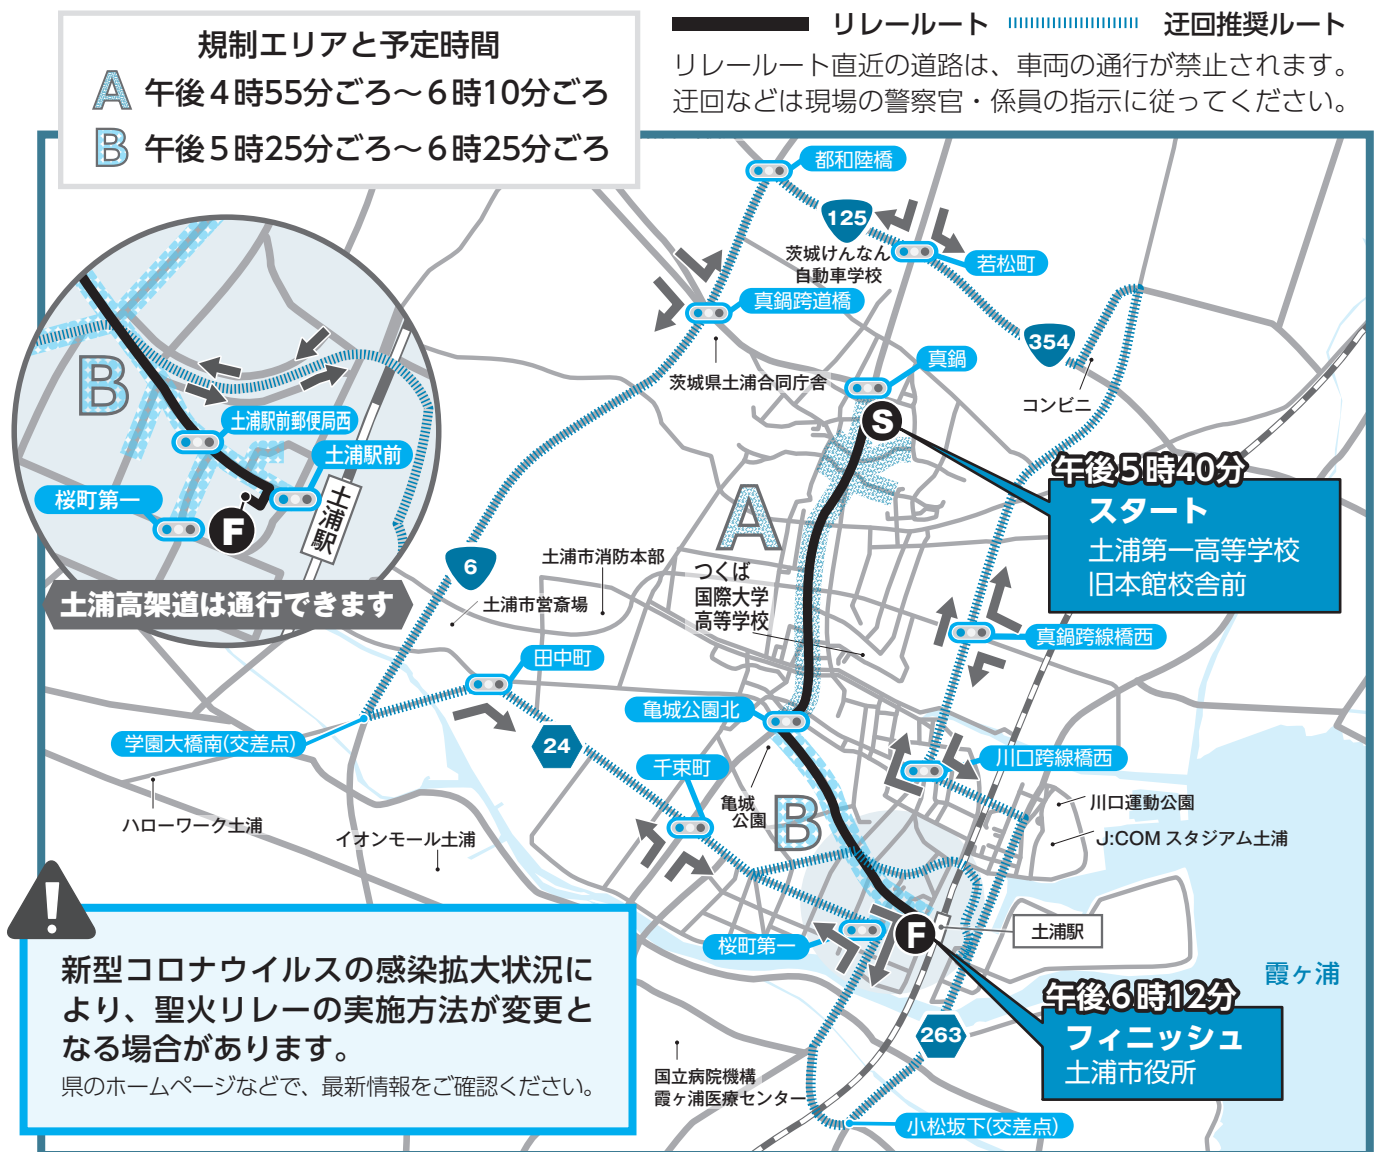 規制エリアと予定時間
A 午後4時55分ごろ～6時10分ごろ
B 午後5時25分ごろ～6時25分ごろ
リレールート
迂回推奨ルート
リレールート直近の道路は、車両の通行が禁止されます。
迂回などは現場の警察官・係員の指示に従ってください。
都和陸橋
125
茨城けんなん
自動車学校
若松町
真鍋跨道橋
354
真鍋
茨城県土浦合同庁舎
コンビニ
S
午後5時40分
スタート
土浦第一高等学校
旧本館校舎前
B
土浦駅前郵便局西
土浦駅前
桜町第一
F
土浦駅
土浦高架道は通行できます
A
6
土浦市消防本部
土浦市営斎場
つくば
国際大学
高等学校
真鍋跨線橋西
田中町
亀城公園北
学園大橋南(交差点)
24
千束町
川口跨線橋西
亀城
公園
B
川口運動公園
J:COM スタジアム土浦
ハローワーク土浦
イオンモール土浦
桜町第一
F
土浦駅
霞ヶ浦
午後6時12分
フィニッシュ
土浦市役所
263
国立病院機構
霞ヶ浦医療センター
小松坂下(交差点)
!
新型コロナウイルスの感染拡大状況に
より、聖火リレーの実施方法が変更と
なる場合があります。
県のホームページなどで、最新情報をご確認ください。